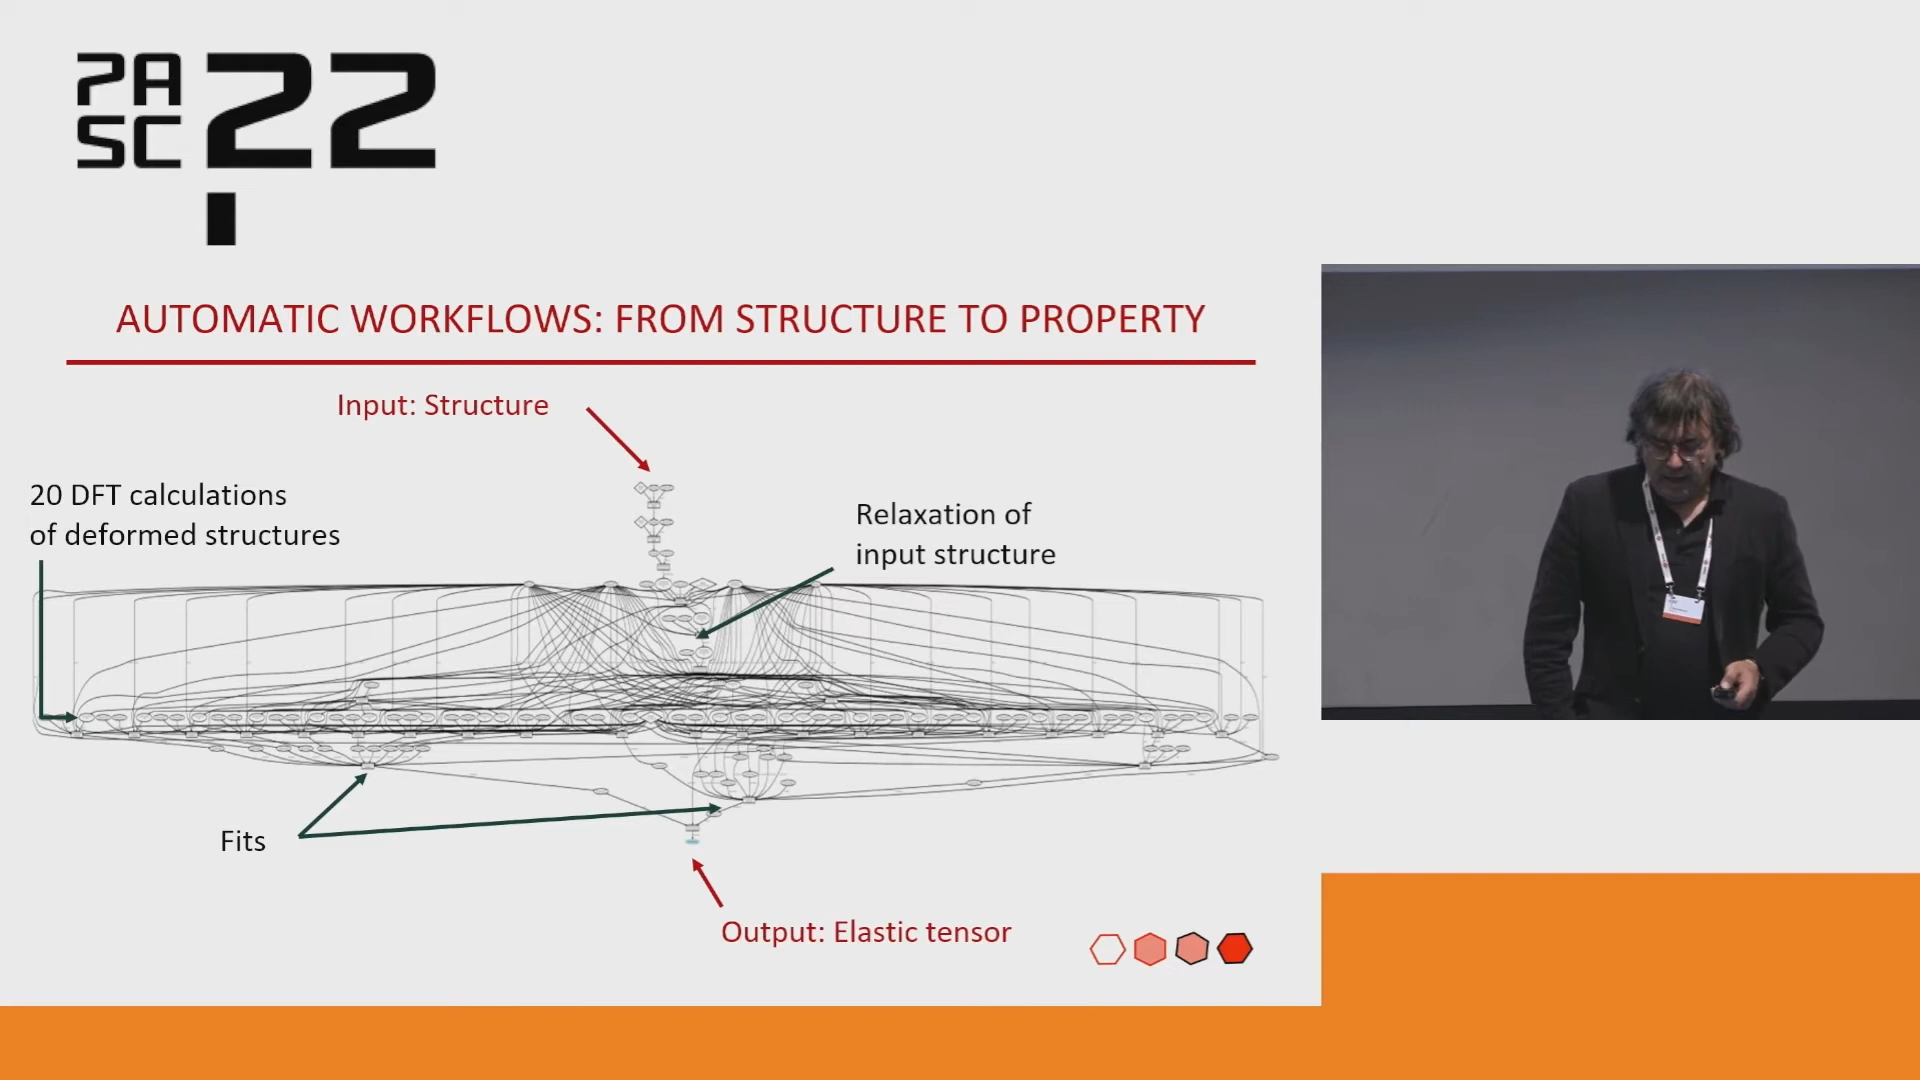 PA
SC 22
AUTOMATIC WORKFLOWS: FROM STRUCTURE TO PROPERTY
Input: Structure
20 DFT calculations
of deformed structures
Relaxation of
input structure
Fits
Output: Elastic tensor